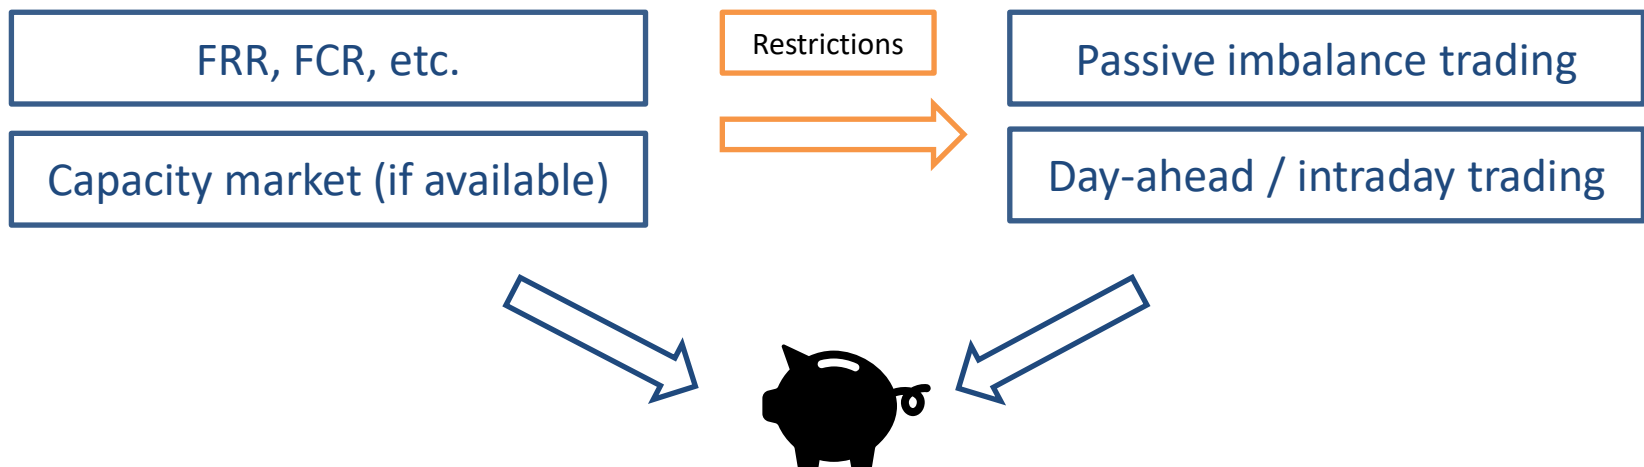 FRR, FCR, etc.
Capacity market (if available)
Restrictions
Passive imbalance trading
Day-ahead / intraday trading